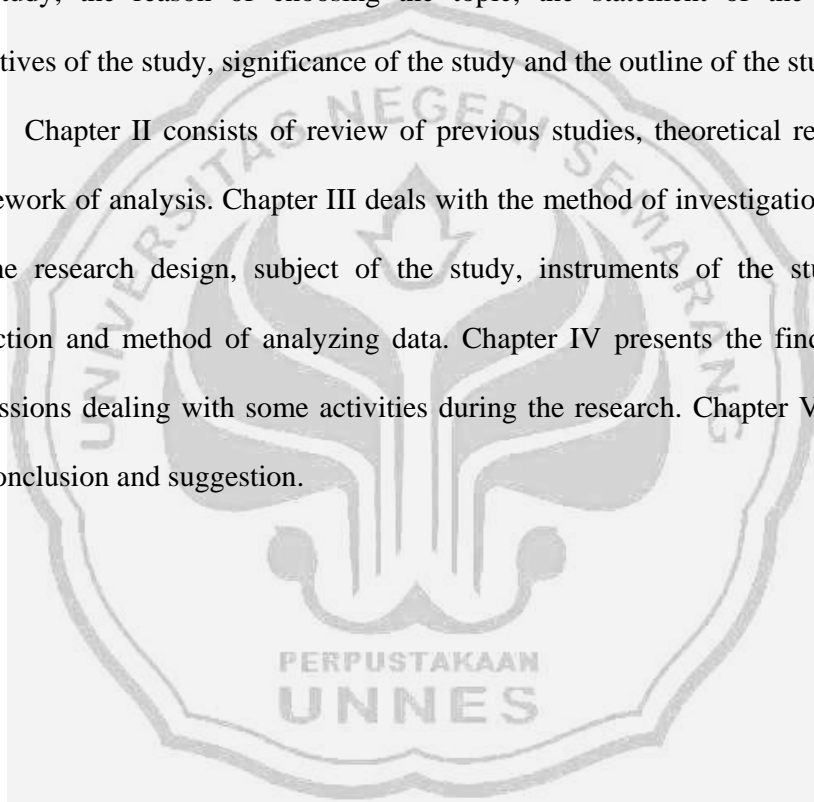 study, the reason of choosing the topic, the statement of the
tives of the study, significance of the study and the outline of the stu
Chapter II consists of review of previous studies, theoretical re
ework of analysis. Chapter III deals with the method of investigatio
he research design, subject of the study, instruments of the stu
ction and method of analyzing data. Chapter IV presents the find
ssions dealing with some activities during the research. Chapter V
onclusion and suggestion.
UNIVERSITAS NEGERI SEMARANG
PERPUSTAKAAN
UNNES